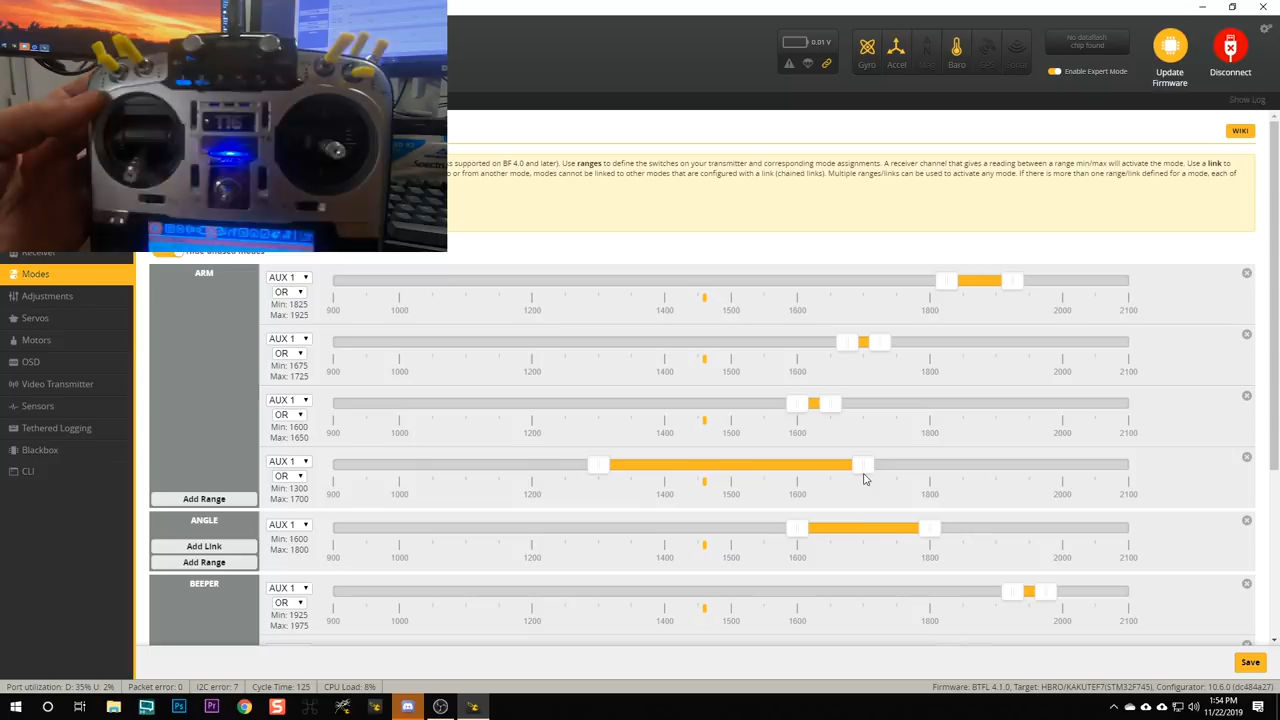 0.01 V
No dataflash
chip found
Gyro
Accel
Mag
Baro
GPS
Sonar
Enable Expert Mode
Update
Firmware
Disconnect
Show Log
WIKI
ks supported on BF 4.0 and later). Use ranges to define the switches on your transmitter and corresponding mode assignments. A receiver channel that gives a reading between a range min/max will activate the mode. Use a link to
o or from another mode, modes cannot be linked to other modes that are configured with a link (chained links). Multiple ranges/links can be used to activate any mode. If there is more than one range/link defined for a mode, each of
Receiver
Hide unused modes
Modes
Adjustments
Servos
Motors
OSD
Video Transmitter
Sensors
Tethered Logging
Blackbox
CLI
ARM
AUX 1
OR
Min: 1825
Max: 1925
900 1000 1200 1400 1500 1600 1800 2000 2100
AUX 1
OR
Min: 1675
Max: 1725
900 1000 1200 1400 1500 1600 1800 2000 2100
AUX 1
OR
Min: 1600
Max: 1650
900 1000 1200 1400 1500 1600 1800 2000 2100
AUX 1
OR
Min: 1300
Max: 1700
900 1000 1200 1400 1500 1600 1800 2000 2100
Add Range
ANGLE
Add Link
Add Range
AUX 1
Min: 1600
Max: 1800
900 1000 1200 1400 1500 1600 1800 2000 2100
BEEPER
AUX 1
OR
Min: 1925
Max: 1975
900 1000 1200 1400 1500 1600 1800 2000 2100
Save
Port utilization: D: 35% U: 2%
Packet error: 0
I2C error: 7
Cycle Time: 125
CPU Load: 8%
Firmware: BTFL 4.1.0, Target: HBRO/KAKUTEF7(STM32F745), Configurator: 10.6.0 (dc484a27)
1:54 PM
11/22/2019